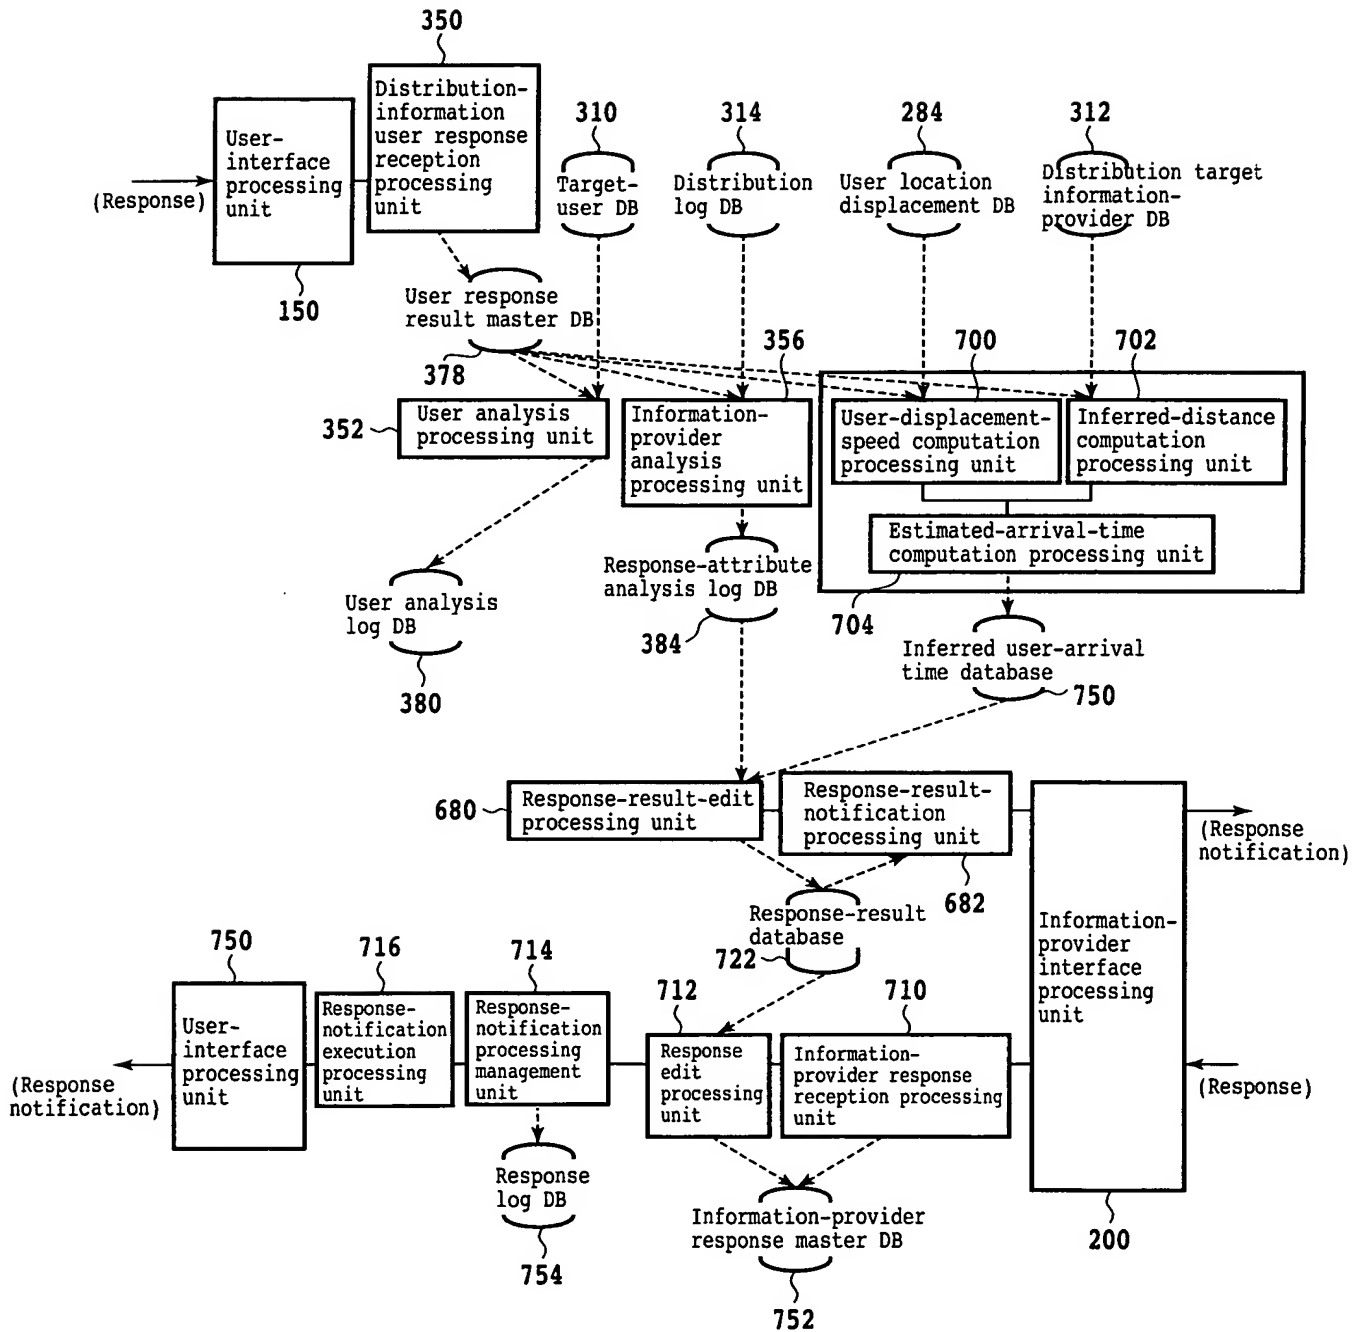 350
Distribution-
information
user response
reception
processing
unit
User-
interface
processing
unit
(Response)
150
310
Target-
user DB
314
Distribution
log DB
284
User location
displacement DB
312
Distribution target
information-
provider DB
User response
result master DB
378
352
User analysis
processing unit
356
Information-
provider
analysis
processing unit
700
User-displacement-
speed computation
processing unit
702
Inferred-distance
computation
processing unit
Estimated-arrival-time
computation processing unit
704
User analysis
log DB
380
Response-attribute
analysis log DB
384
Inferred user-arrival
time database
750
680
Response-result-edit
processing unit
Response-result-
notification
processing unit
682
(Response
notification)
Response-result
database
722
Information-
provider
interface
processing
unit
200
(Response)
750
User-
interface
processing
unit
(Response
notification)
716
Response-
notification
execution
processing
unit
714
Response-
notification
processing
management
unit
712
Response
edit
processing
unit
710
Information-
provider response
reception processing
unit
Response
log DB
754
Information-provider
response master DB
752